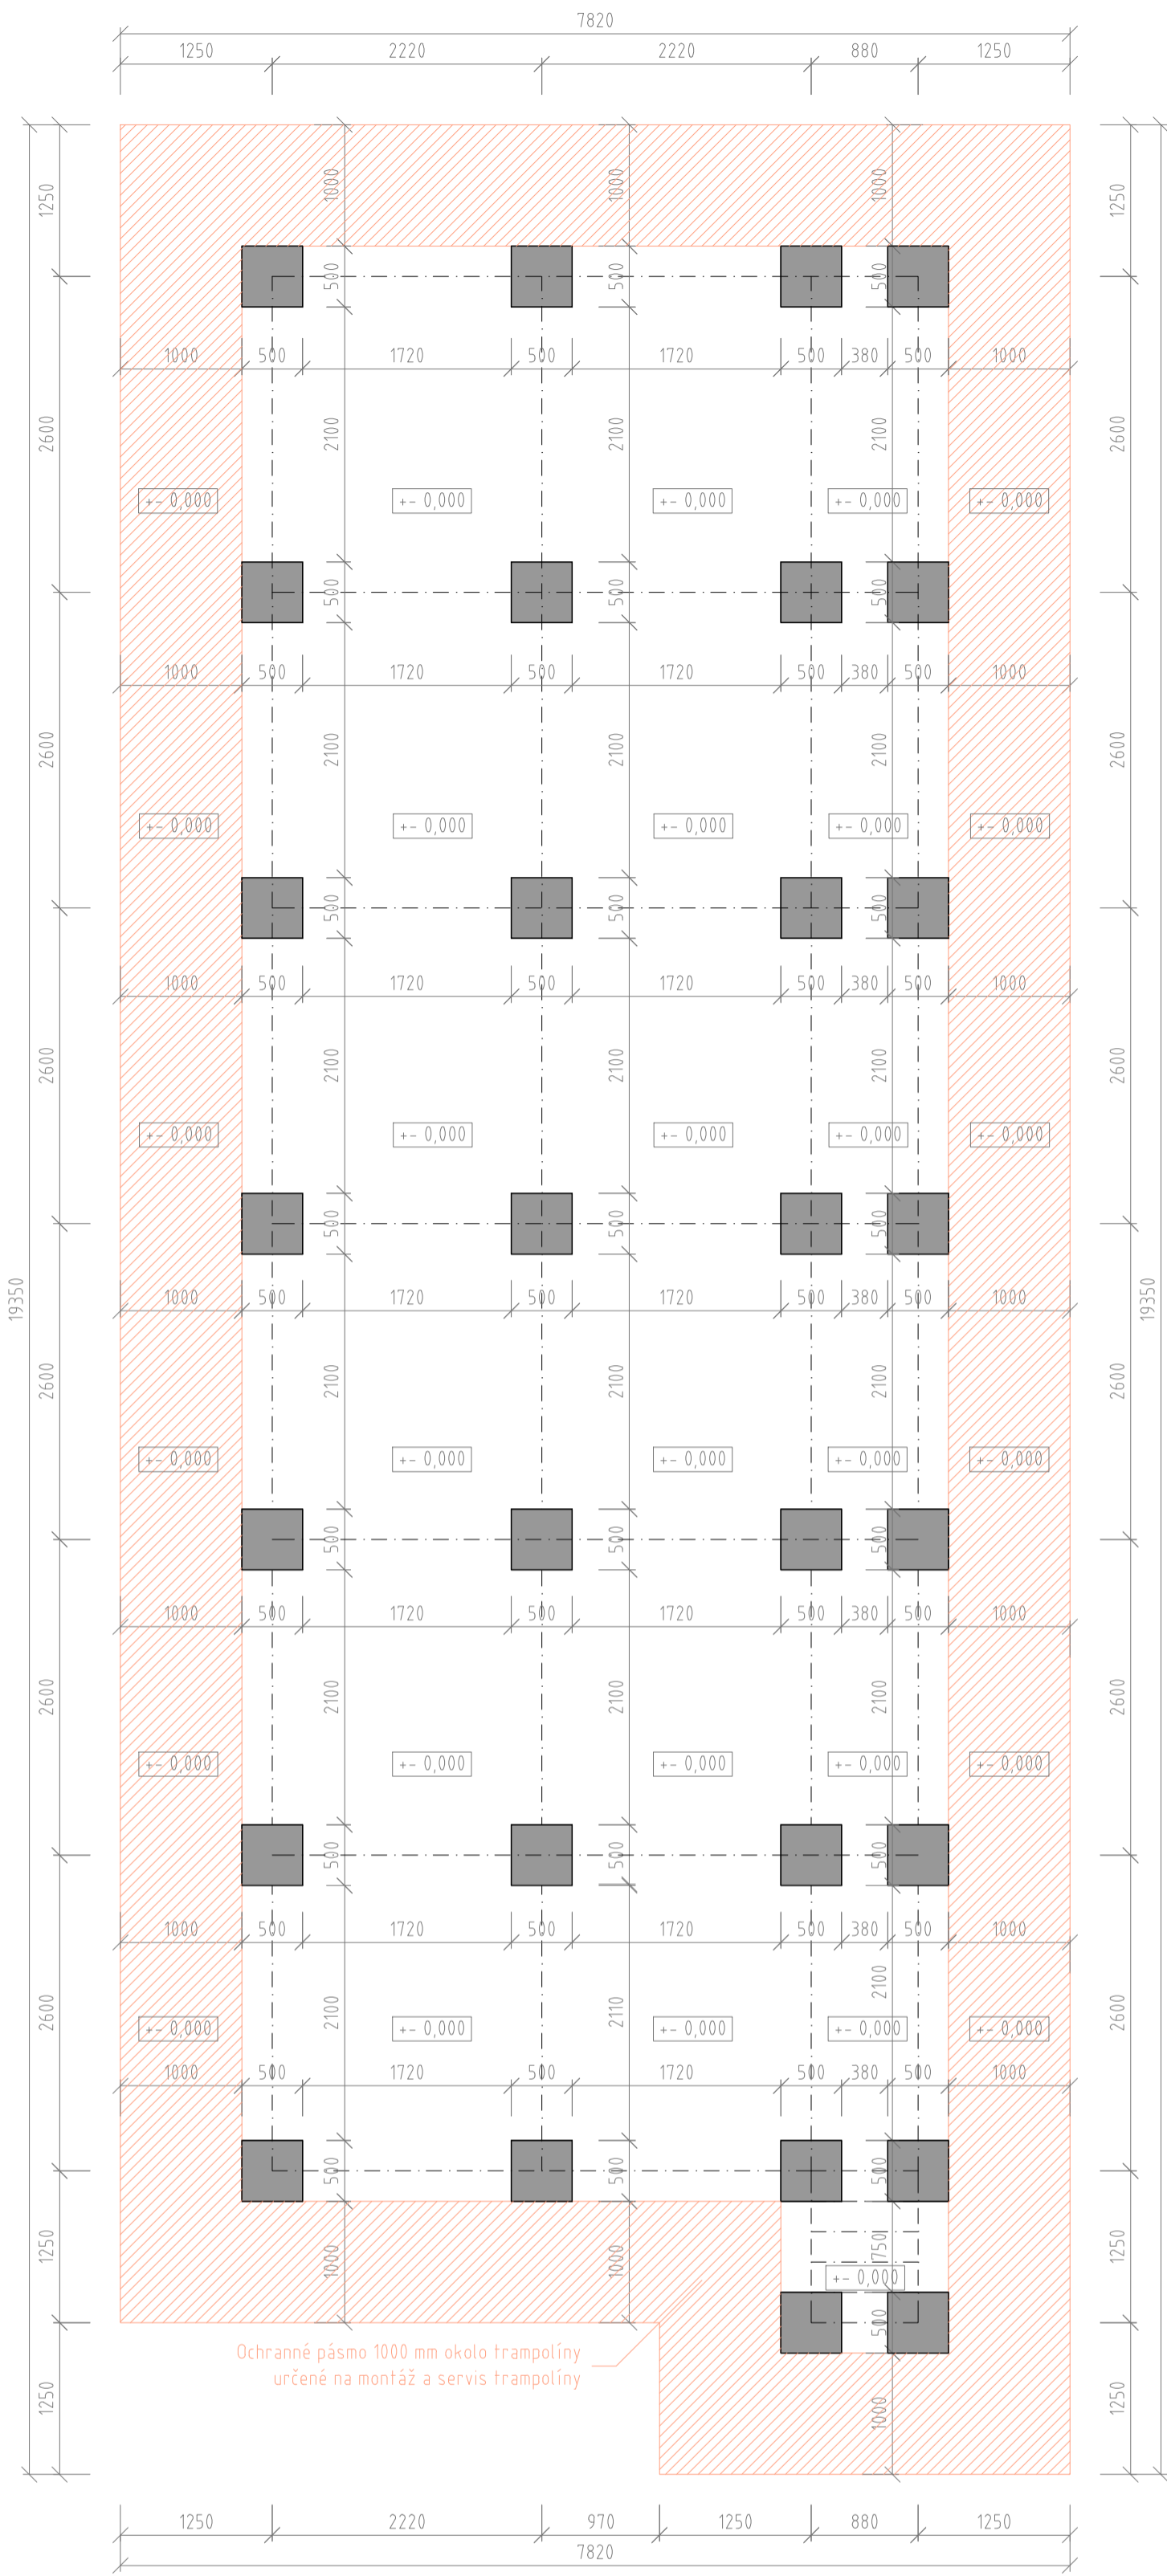 7820
1250 2220 2220 880 1250
1250 1000 1000 1000 1250
500 500 500
1000 500 1720 500 1720 500 380 500 1000
2600 2100 2100 2100 2600
+- 0,000 +- 0,000 +- 0,000 +- 0,000 +- 0,000
500 500 500
1000 500 1720 500 1720 500 380 500 1000
2600 2100 2100 2100 2600
+- 0,000 +- 0,000 +- 0,000 +- 0,000 +- 0,000
500 500 500
1000 500 1720 500 1720 500 380 500 1000
2600 2100 2100 2100 2600
+- 0,000 +- 0,000 +- 0,000 +- 0,000 +- 0,000
500 500 500
19350 19350
1000 500 1720 500 1720 500 380 500 1000
2600 2100 2100 2100 2600
+- 0,000 +- 0,000 +- 0,000 +- 0,000 +- 0,000
500 500 500
1000 500 1720 500 1720 500 380 500 1000
2600 2100 2100 2100 2600
+- 0,000 +- 0,000 +- 0,000 +- 0,000 +- 0,000
500 500 500
1000 500 1720 500 1720 500 380 500 1000
2600 2100 2110 2100 2600
+- 0,000 +- 0,000 +- 0,000 +- 0,000 +- 0,000
1000 500 1720 500 1720 500 380 500 1000
500 500 500
1250 1000 1000 750 1250
+- 0,000
500
Ochranné pásmo 1000 mm okolo trampolíny
určené na montáž a servis trampolíny
1250 1000 1250
1250 2220 970 1250 880 1250
7820